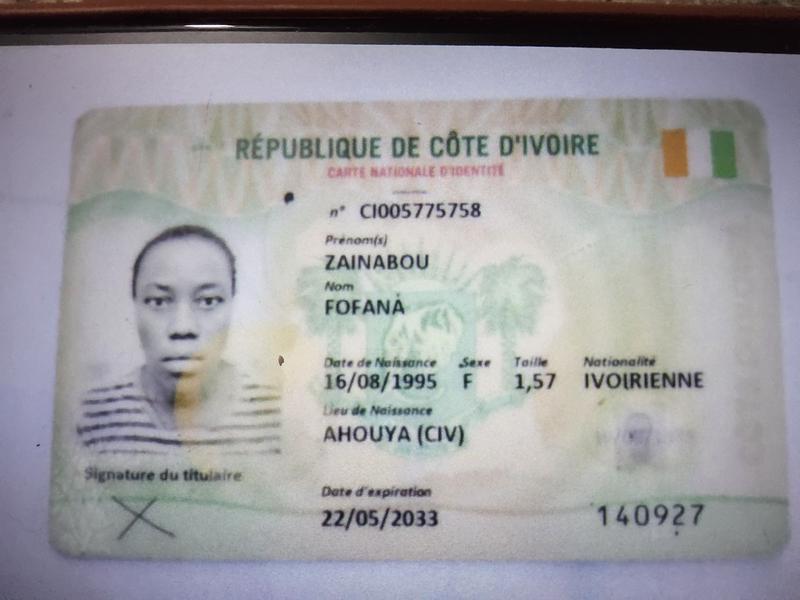 RÉPUBLIQUE DE CÔTE D'IVOIRE
CARTE NATIONALE D'IDENTITÉ
n° CI005775758
Prénom(s)
ZAINABOU
Nom
FOFANA
Date de Naissance Sexe Taille Nationalité
16/08/1995 F 1,57 IVOIRIENNE
Lieu de Naissance
AHOUYA (CIV)
Signature du titulaire
Date d'expiration
22/05/2033
140927